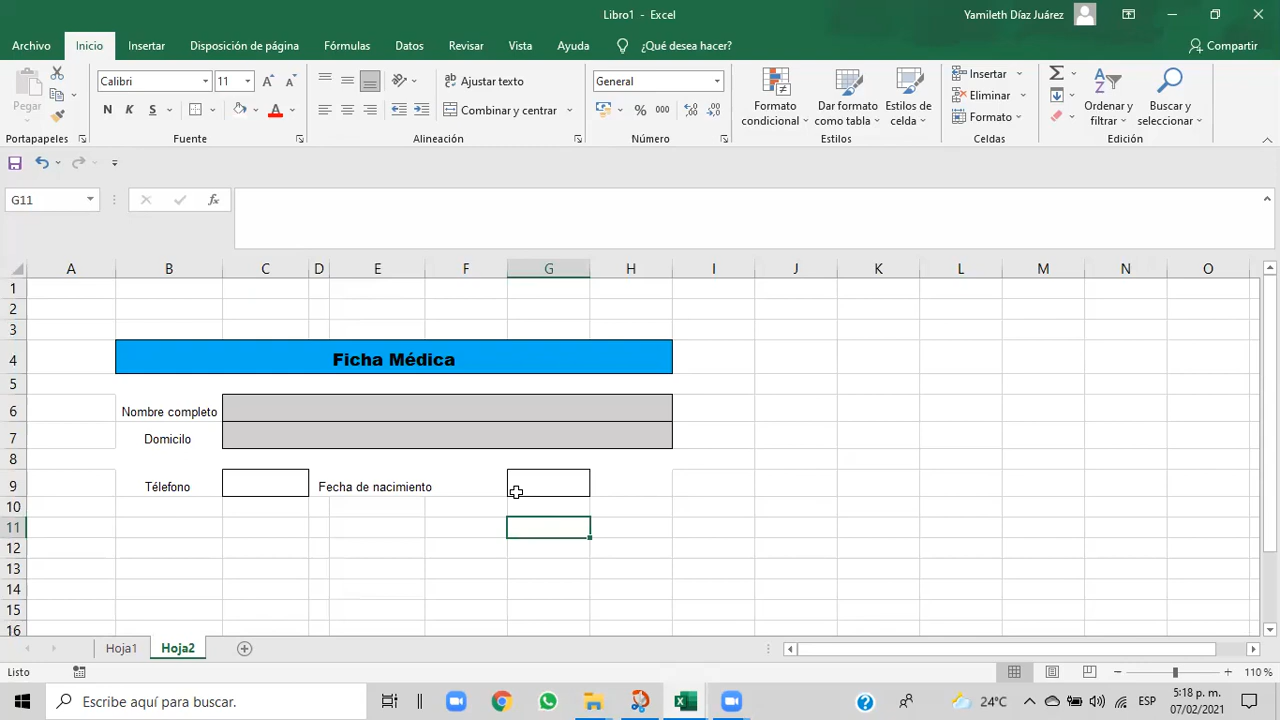 Libro1 - Excel
Yamileth Díaz Juárez
Archivo Inicio Insertar Disposición de página Fórmulas Datos Revisar Vista Ayuda ¿Qué desea hacer? Compartir
Pegar
Calibri 11
N K S
A A
A
ab Ajustar texto
Combinar y centrar
General
% 000
Formato condicional
Dar formato como tabla
Estilos de celda
Insertar
Eliminar
Formato
Ordenar y filtrar
Buscar y seleccionar
Portapapeles Fuente Alineación Número Estilos Celdas Edición
G11 fx
A B C D E F G H I J K L M N O
1
2
3
4 Ficha Médica
5
6 Nombre completo
7 Domicilo
8
9 Télefono Fecha de nacimiento
10
11
12
13
14
15
16
Hoja1 Hoja2
Listo 110 %
Escribe aquí para buscar. 24°C ESP 5:18 p. m.
07/02/2021